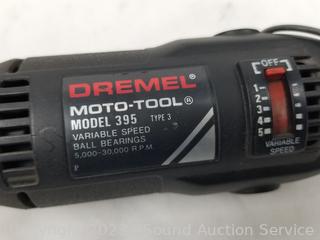 DREMEL®
MOTO-TOOL®
MODEL 395 TYPE 3
VARIABLE SPEED
BALL BEARINGS
5,000-30,000 R.P.M.
P
OFF
1
2
3
4
5
VARIABLE
SPEED
Sound Auction Service